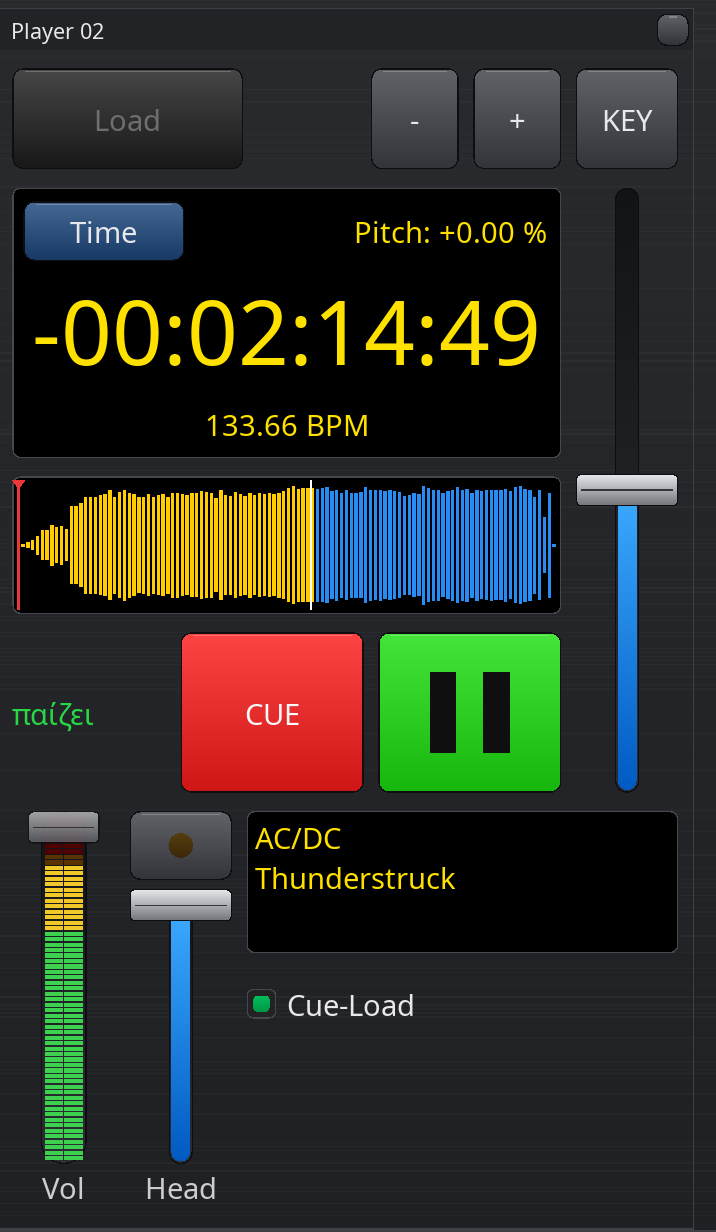 Player 02
Load
-
+
KEY
Time
Pitch: +0.00 %
-00:02:14:49
133.66 BPM
παίζει
CUE
AC/DC
Thunderstruck
Cue-Load
Vol
Head